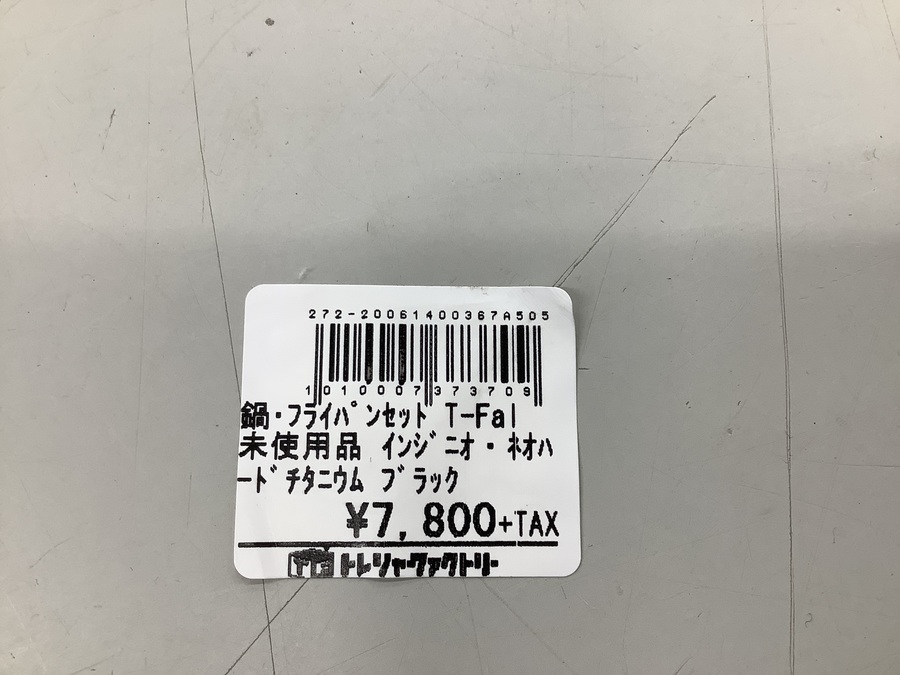 272-20061400367A505
1010007373709
鍋・フライパンセット T-Fal
未使用品 インジニオ・ネオハ
ードチタニウム ブラック
¥7,800+TAX
トレジャーファクトリー